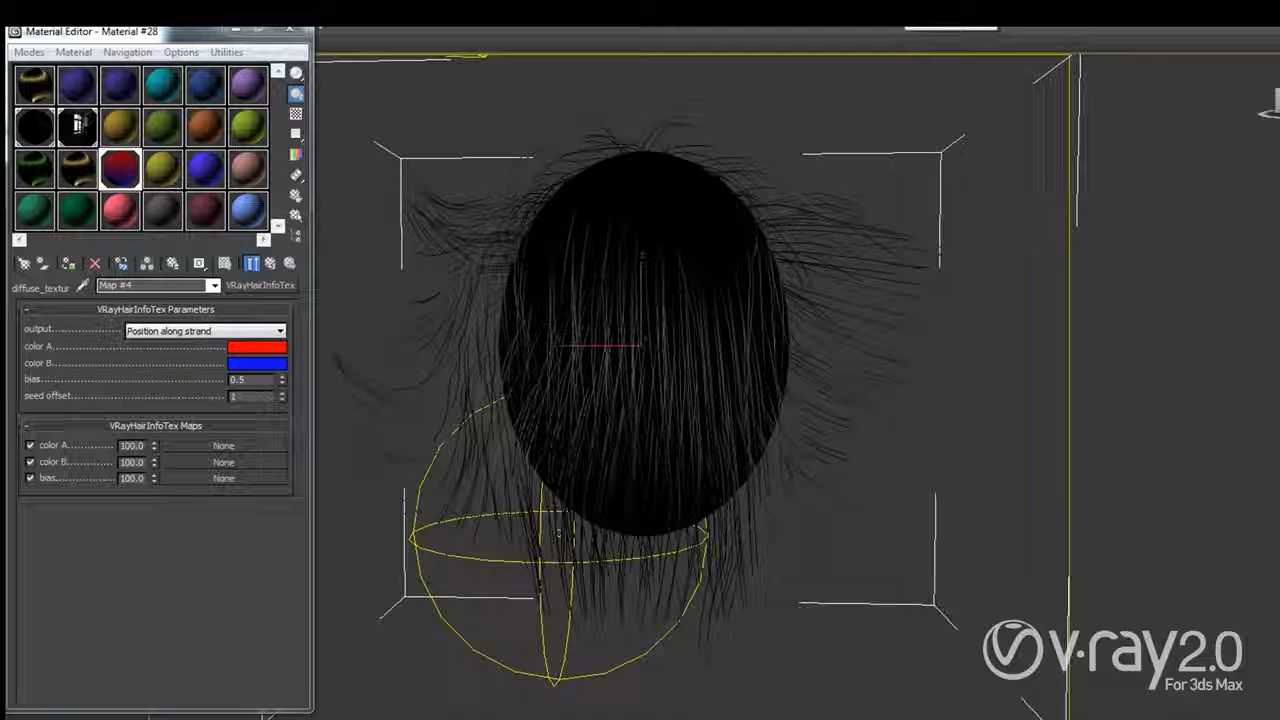 Material Editor - Material #28
Modes Material Navigation Options Utilities
diffuse_textur Map #4 VRayHairInfoTex
VRayHairInfoTex Parameters
output Position along strand
color A
color B
bias 0.5
seed offset 1
VRayHairInfoTex Maps
color A 100.0 None
color B 100.0 None
bias 100.0 None
v·ray2.0
For 3ds Max